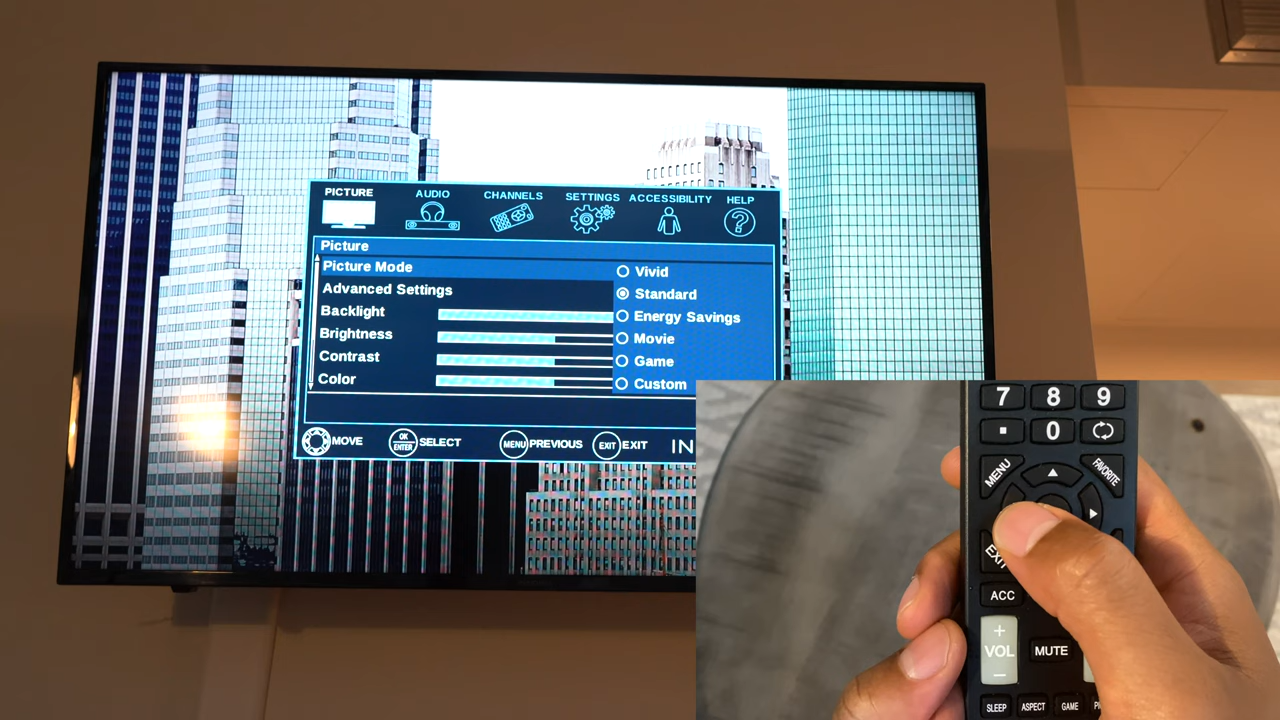 PICTURE AUDIO CHANNELS SETTINGS ACCESSIBILITY HELP
Picture
Picture Mode
Advanced Settings
Backlight
Brightness
Contrast
Color
Vivid
Standard
Energy Savings
Movie
Game
Custom
MOVE OK ENTER SELECT MENU PREVIOUS EXIT EXIT
7 8 9
0
MENU FAVORITE
ACC
+
VOL MUTE
−
SLEEP ASPECT GAME